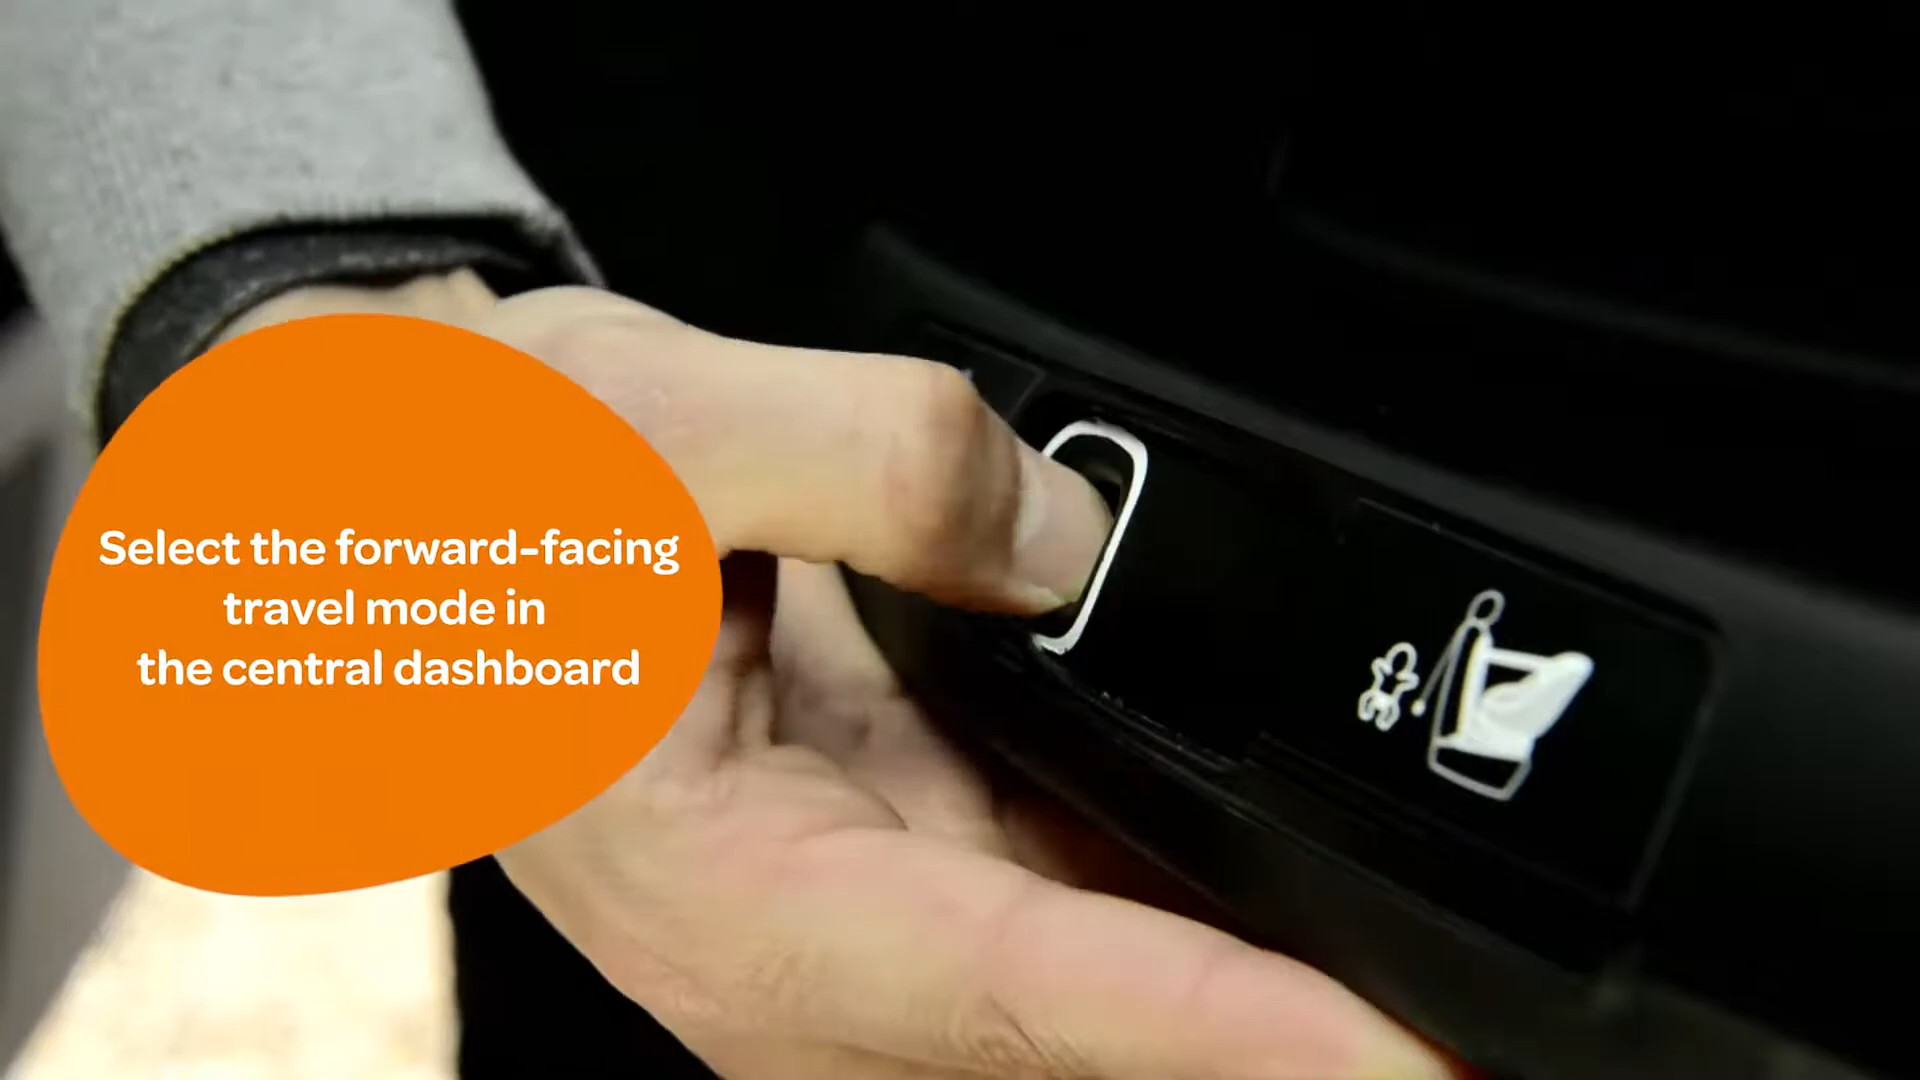 Select the forward-facing
travel mode in
the central dashboard